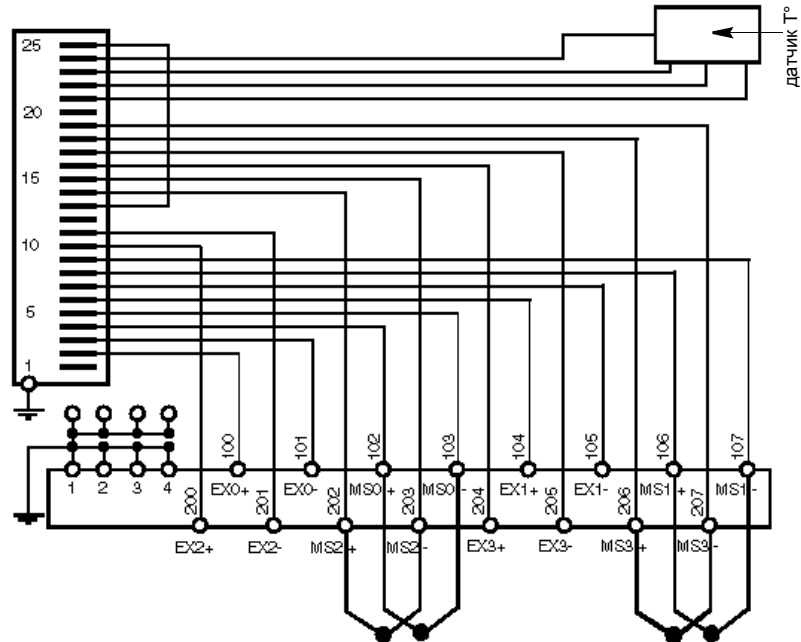 датчик T°
25
20
15
10
5
1
100
101
102
103
104
105
106
107
1
2
3
4
200
EX0+
201
EX0-
202
MS0+
203
MS0-
204
EX1+
205
EX1-
206
MS1+
207
MS1-
EX2+
EX2-
MS2+
MS2-
EX3+
EX3-
MS3+
MS3-